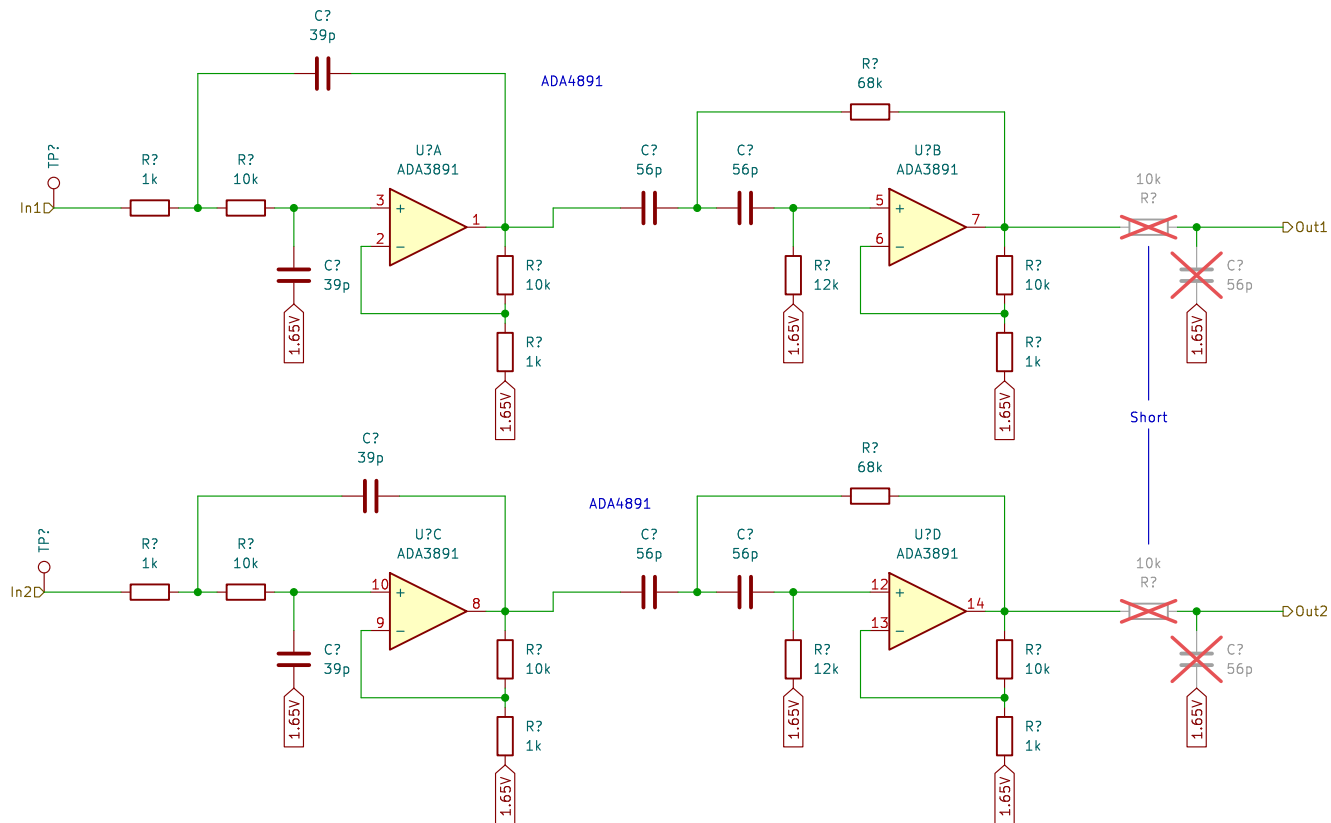 C?
39p
ADA4891
R?
68k
TP?
R?
1k
R?
10k
U?A
ADA3891
C?
56p
C?
56p
U?B
ADA3891
10k
R?
In1
3
+
1
2
−
5
+
7
6
−
Out1
C?
39p
R?
10k
R?
12k
R?
10k
C?
56p
1.65V
1.65V
1.65V
R?
1k
R?
1k
1.65V
1.65V
Short
C?
39p
ADA4891
R?
68k
TP?
R?
1k
R?
10k
U?C
ADA3891
C?
56p
C?
56p
U?D
ADA3891
10k
R?
In2
10
+
8
9
−
12
+
14
13
−
Out2
C?
39p
R?
10k
R?
12k
R?
10k
C?
56p
1.65V
1.65V
1.65V
R?
1k
R?
1k
1.65V
1.65V